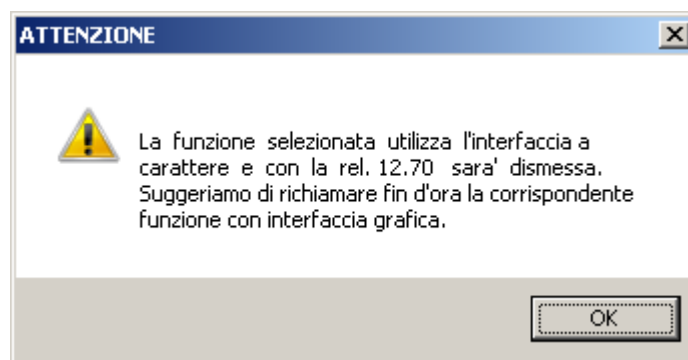 ATTENZIONE
La funzione selezionata utilizza l'interfaccia a
carattere e con la rel. 12.70 sara' dismessa.
Suggeriamo di richiamare fin d'ora la corrispondente
funzione con interfaccia grafica.
OK